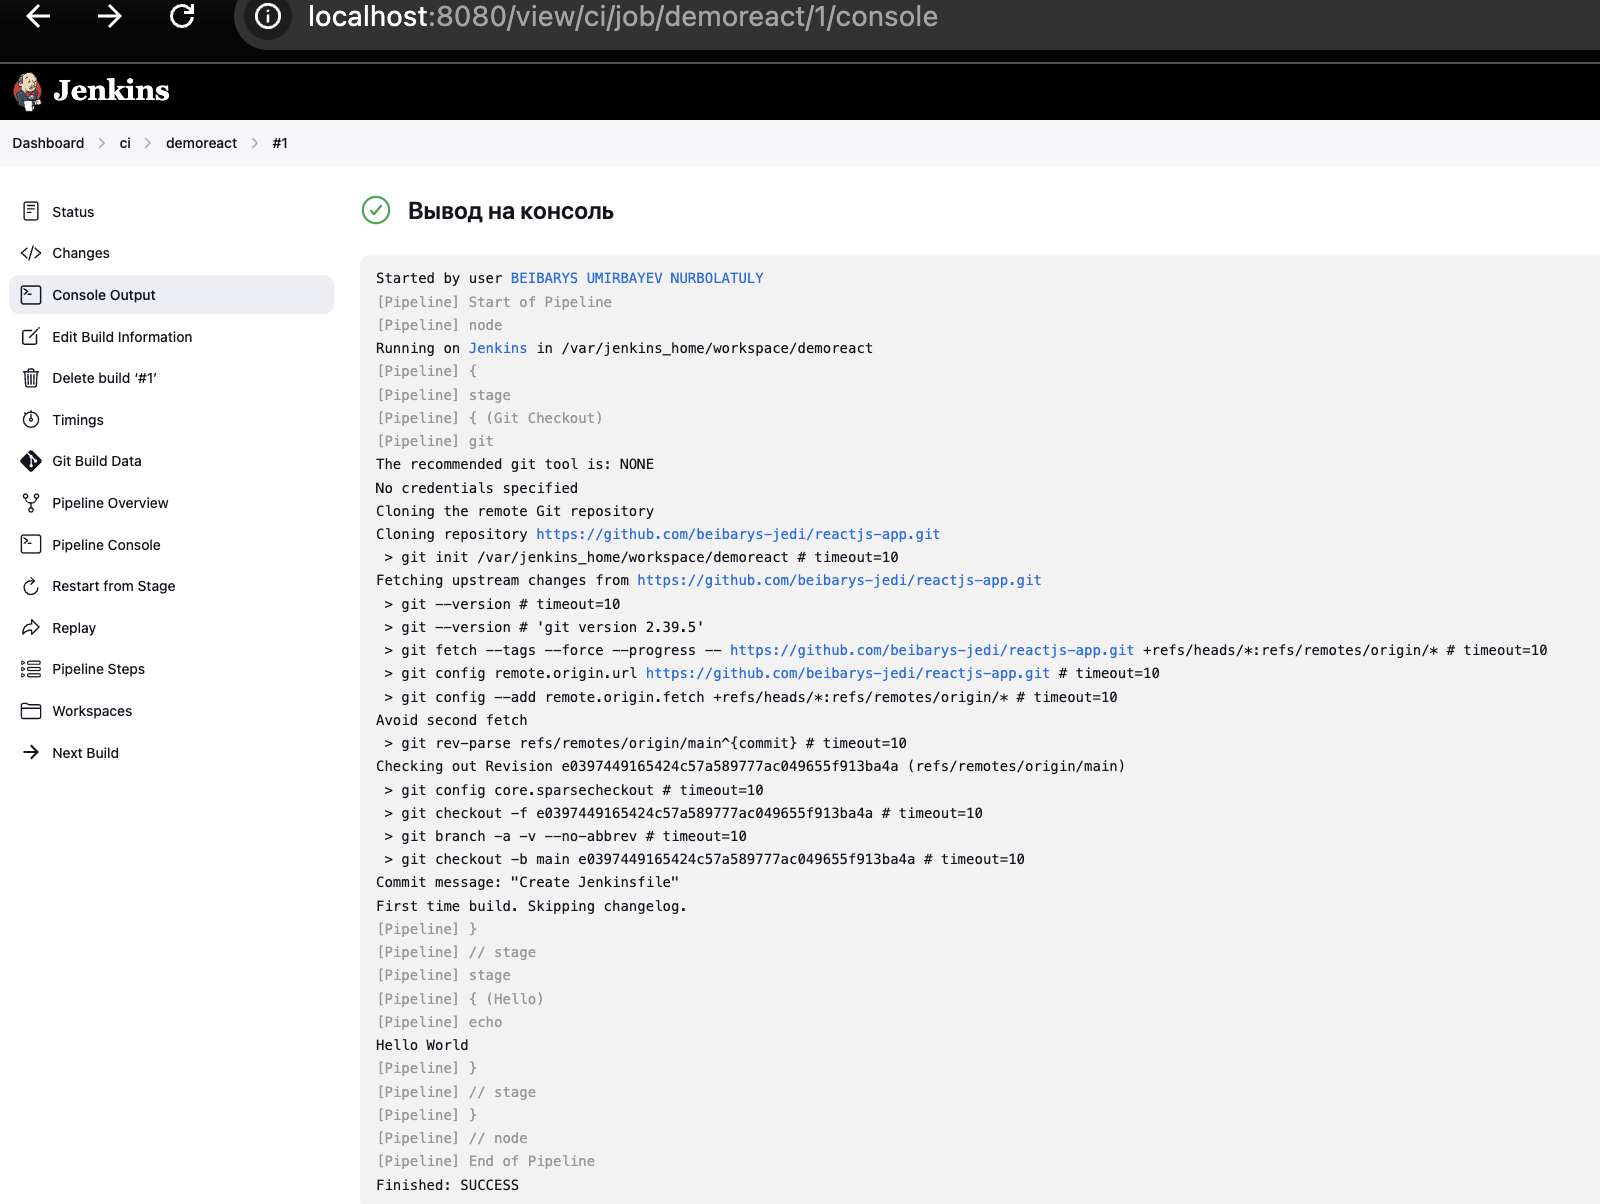 localhost:8080/view/ci/job/demoreact/1/console
Jenkins
Dashboard > ci > demoreact > #1
Status
Changes
Console Output
Edit Build Information
Delete build ‘#1’
Timings
Git Build Data
Pipeline Overview
Pipeline Console
Restart from Stage
Replay
Pipeline Steps
Workspaces
Next Build
Вывод на консоль
Started by user BEIBARYS UMIRBAYEV NURBOLATULY
[Pipeline] Start of Pipeline
[Pipeline] node
Running on Jenkins in /var/jenkins_home/workspace/demoreact
[Pipeline] {
[Pipeline] stage
[Pipeline] { (Git Checkout)
[Pipeline] git
The recommended git tool is: NONE
No credentials specified
Cloning the remote Git repository
Cloning repository https://github.com/beibarys-jedi/reactjs-app.git
 > git init /var/jenkins_home/workspace/demoreact # timeout=10
Fetching upstream changes from https://github.com/beibarys-jedi/reactjs-app.git
 > git --version # timeout=10
 > git --version # 'git version 2.39.5'
 > git fetch --tags --force --progress -- https://github.com/beibarys-jedi/reactjs-app.git +refs/heads/*:refs/remotes/origin/* # timeout=10
 > git config remote.origin.url https://github.com/beibarys-jedi/reactjs-app.git # timeout=10
 > git config --add remote.origin.fetch +refs/heads/*:refs/remotes/origin/* # timeout=10
Avoid second fetch
 > git rev-parse refs/remotes/origin/main^{commit} # timeout=10
Checking out Revision e0397449165424c57a589777ac049655f913ba4a (refs/remotes/origin/main)
 > git config core.sparsecheckout # timeout=10
 > git checkout -f e0397449165424c57a589777ac049655f913ba4a # timeout=10
 > git branch -a -v --no-abbrev # timeout=10
 > git checkout -b main e0397449165424c57a589777ac049655f913ba4a # timeout=10
Commit message: "Create Jenkinsfile"
First time build. Skipping changelog.
[Pipeline] }
[Pipeline] // stage
[Pipeline] stage
[Pipeline] { (Hello)
[Pipeline] echo
Hello World
[Pipeline] }
[Pipeline] // stage
[Pipeline] }
[Pipeline] // node
[Pipeline] End of Pipeline
Finished: SUCCESS